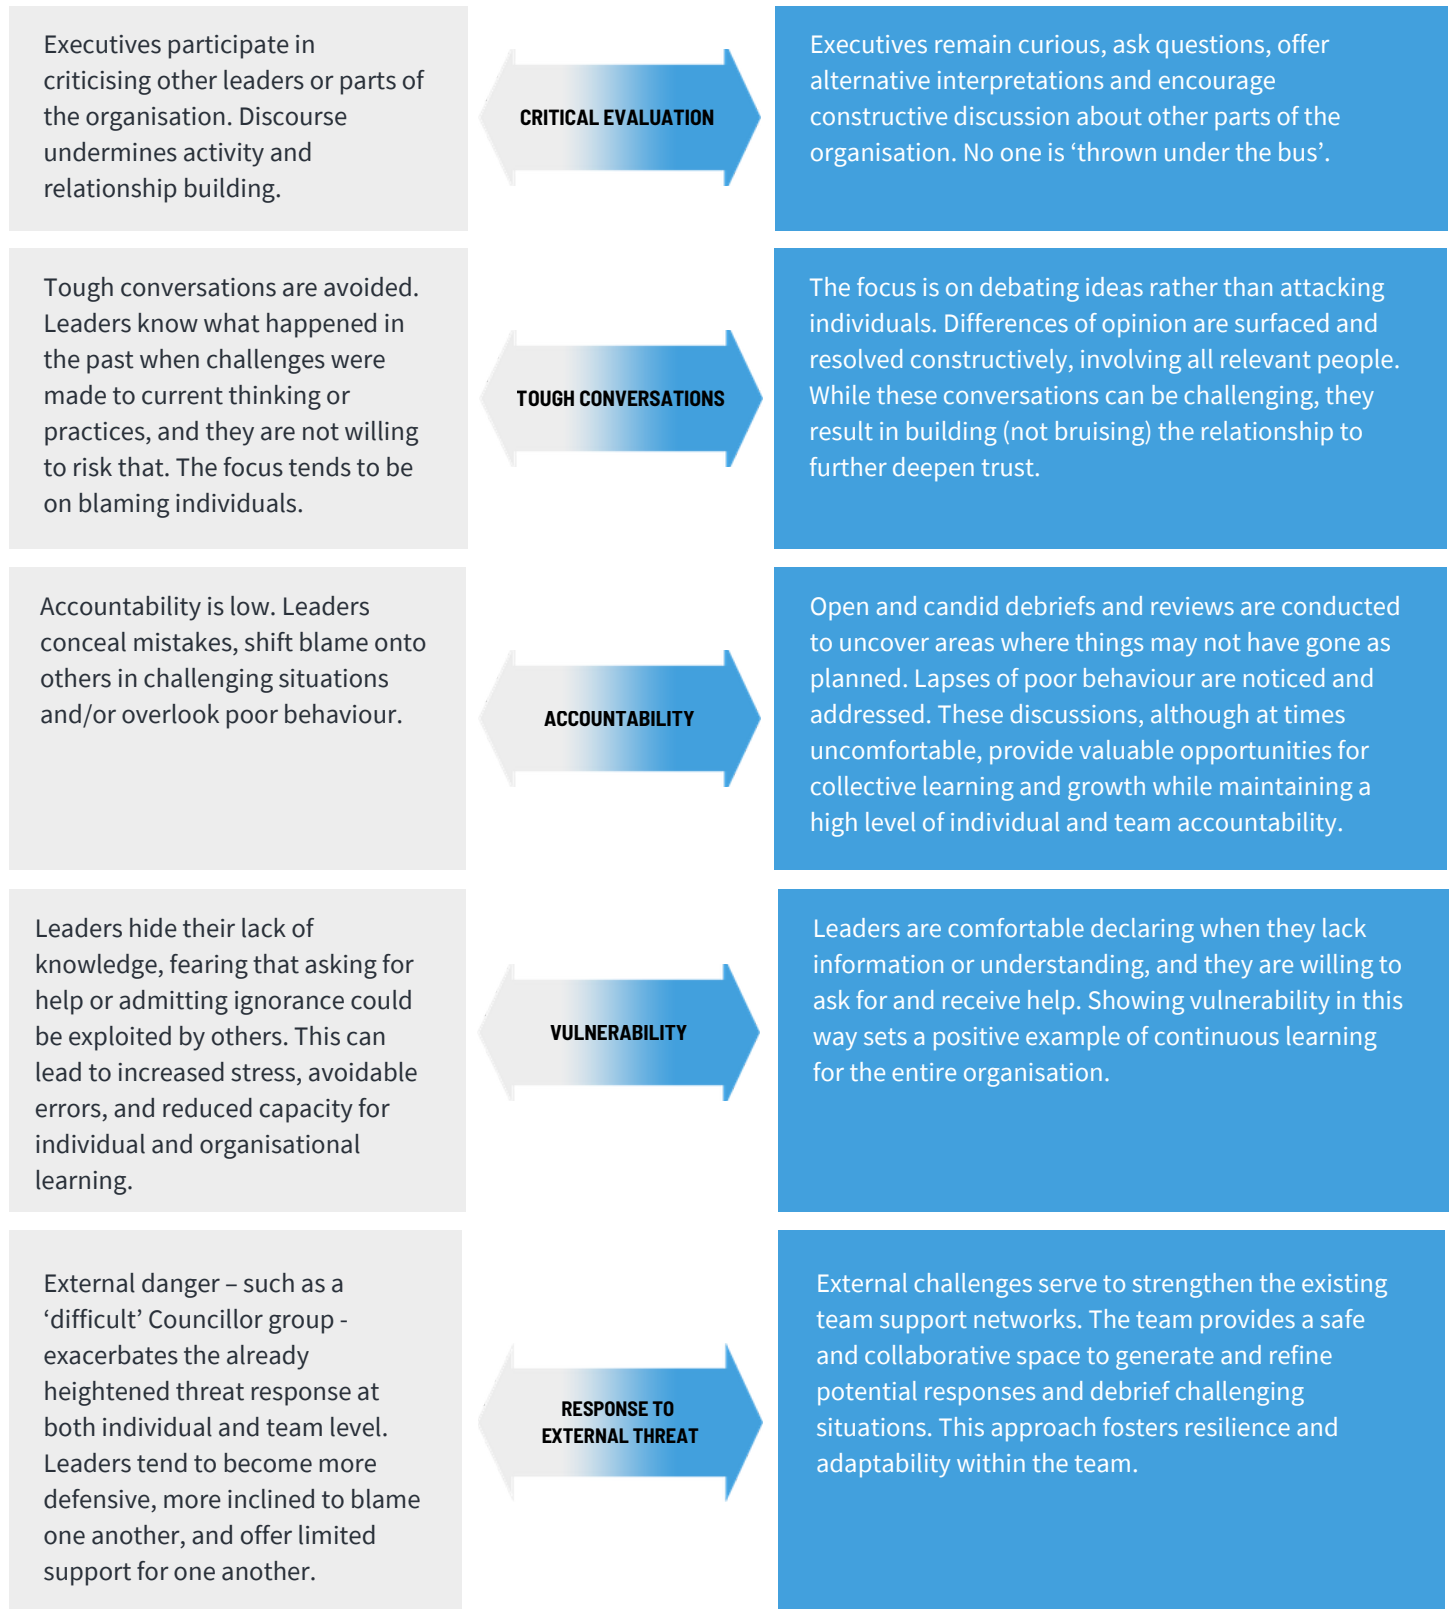 Executives participate in
criticising other leaders or parts of
the organisation. Discourse
undermines activity and
relationship building.
CRITICAL EVALUATION
Executives remain curious, ask questions, offer
alternative interpretations and encourage
constructive discussion about other parts of the
organisation. No one is ‘thrown under the bus’.
Tough conversations are avoided.
Leaders know what happened in
the past when challenges were
made to current thinking or
practices, and they are not willing
to risk that. The focus tends to be
on blaming individuals.
TOUGH CONVERSATIONS
The focus is on debating ideas rather than attacking
individuals. Differences of opinion are surfaced and
resolved constructively, involving all relevant people.
While these conversations can be challenging, they
result in building (not bruising) the relationship to
further deepen trust.
Accountability is low. Leaders
conceal mistakes, shift blame onto
others in challenging situations
and/or overlook poor behaviour.
ACCOUNTABILITY
Open and candid debriefs and reviews are conducted
to uncover areas where things may not have gone as
planned. Lapses of poor behaviour are noticed and
addressed. These discussions, although at times
uncomfortable, provide valuable opportunities for
collective learning and growth while maintaining a
high level of individual and team accountability.
Leaders hide their lack of
knowledge, fearing that asking for
help or admitting ignorance could
be exploited by others. This can
lead to increased stress, avoidable
errors, and reduced capacity for
individual and organisational
learning.
VULNERABILITY
Leaders are comfortable declaring when they lack
information or understanding, and they are willing to
ask for and receive help. Showing vulnerability in this
way sets a positive example of continuous learning
for the entire organisation.
External danger – such as a
‘difficult’ Councillor group -
exacerbates the already
heightened threat response at
both individual and team level.
Leaders tend to become more
defensive, more inclined to blame
one another, and offer limited
support for one another.
RESPONSE TO
EXTERNAL THREAT
External challenges serve to strengthen the existing
team support networks. The team provides a safe
and collaborative space to generate and refine
potential responses and debrief challenging
situations. This approach fosters resilience and
adaptability within the team.